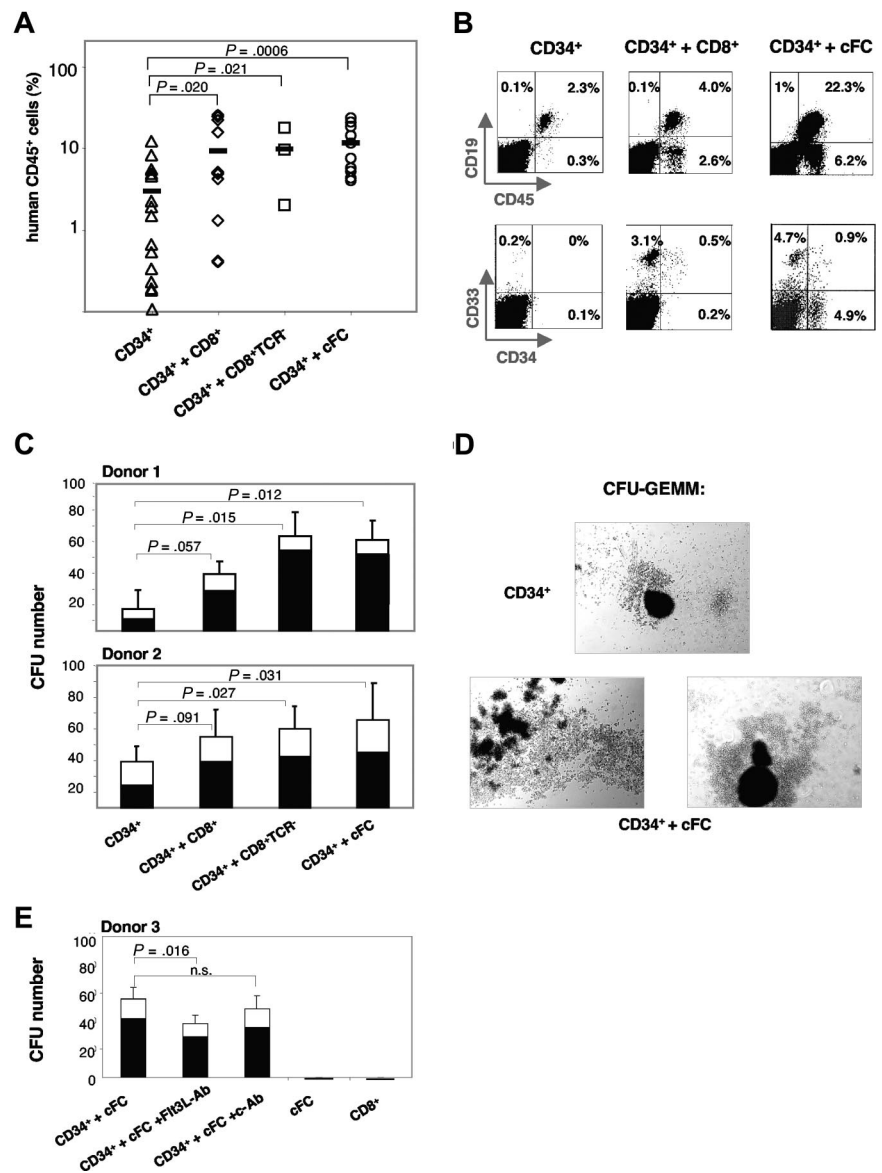 A
P = .0006
P = .021
P = .020
100
10
1
human CD45⁺ cells (%)
CD34⁺
CD34⁺ + CD8⁺
CD34⁺ + CD8⁺TCR⁻
CD34⁺ + cFC
B
CD34⁺
CD34⁺ + CD8⁺
CD34⁺ + cFC
0.1%
2.3%
0.3%
0.1%
4.0%
2.6%
1%
22.3%
6.2%
CD19
CD45
0.2%
0%
0.1%
3.1%
0.5%
0.2%
4.7%
0.9%
4.9%
CD33
CD34
C
Donor 1
100
80
60
40
20
P = .012
P = .015
P = .057
Donor 2
100
80
60
40
20
P = .031
P = .027
P = .091
CFU number
CD34⁺
CD34⁺ + CD8⁺
CD34⁺ + CD8⁺TCR⁻
CD34⁺ + cFC
D
CFU-GEMM:
CD34⁺
CD34⁺ + cFC
E
Donor 3
100
80
60
40
20
0
CFU number
P = .016
n.s.
CD34⁺ + cFC
CD34⁺ + cFC +Flt3L-Ab
CD34⁺ + cFC +c-Ab
cFC
CD8⁺